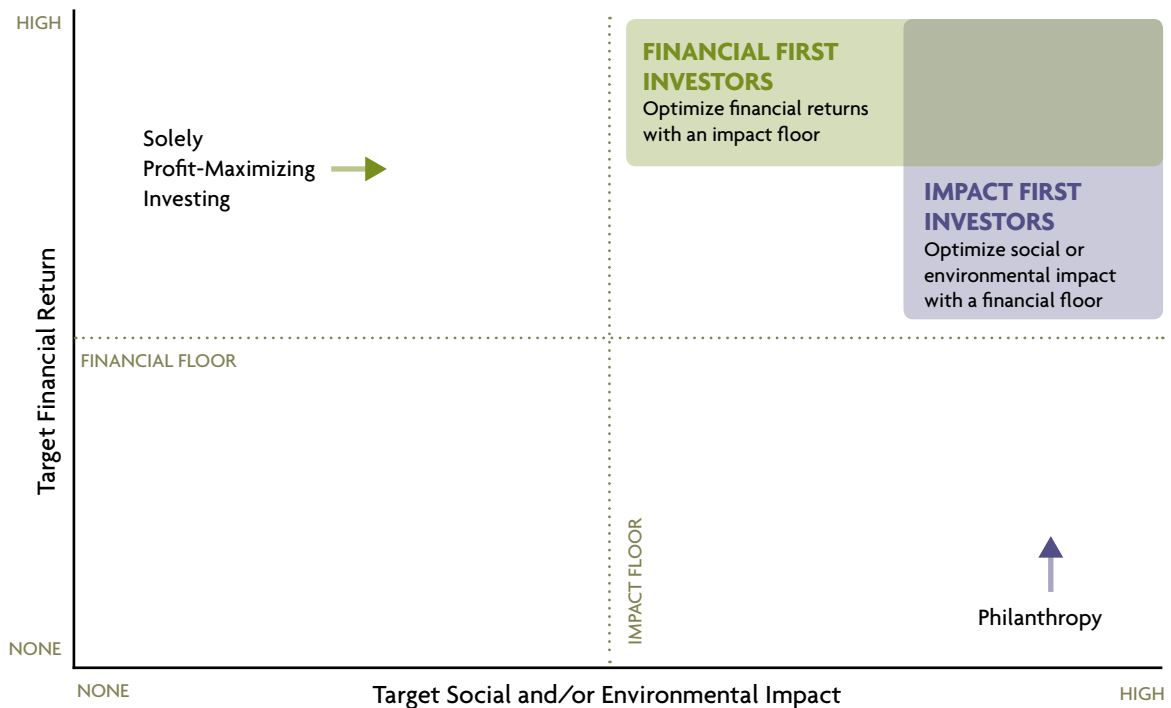 HIGH
FINANCIAL FIRST
INVESTORS
Optimize financial returns
with an impact floor
Solely
Profit-Maximizing
Investing
IMPACT FIRST
INVESTORS
Optimize social or
environmental impact
with a financial floor
Target Financial Return
FINANCIAL FLOOR
IMPACT FLOOR
Philanthropy
NONE
NONE
Target Social and/or Environmental Impact
HIGH